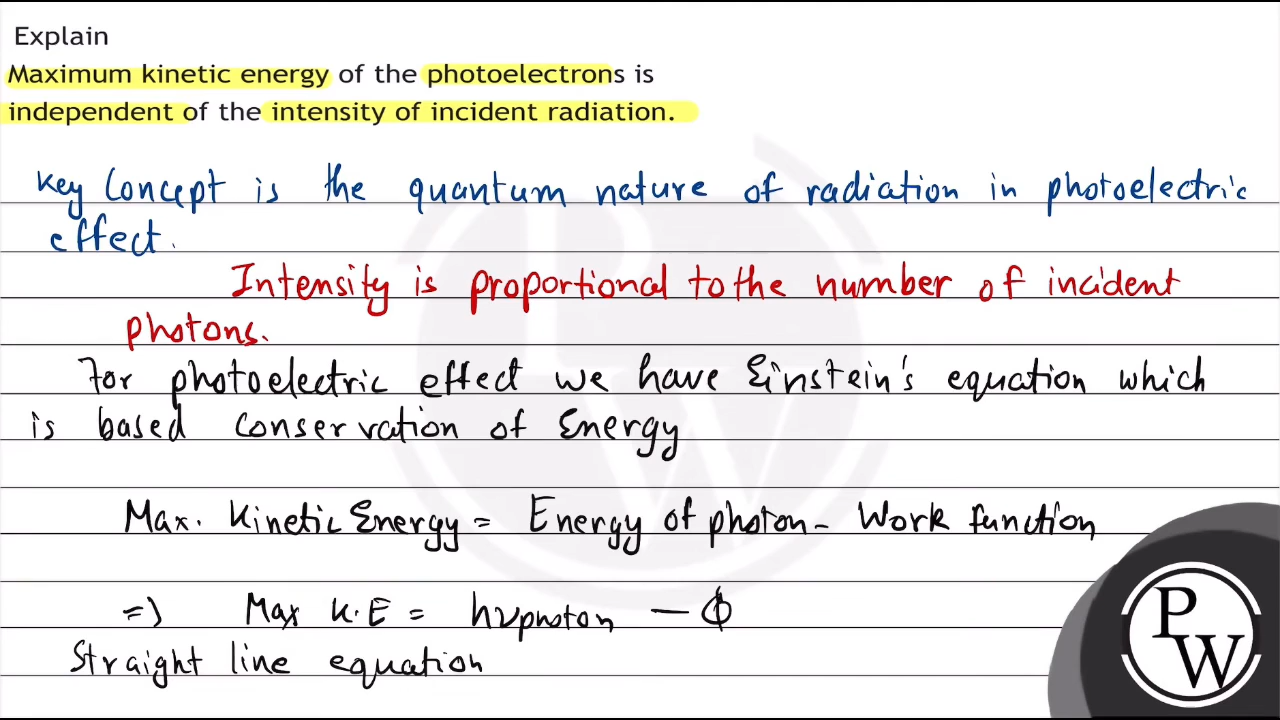 Explain
Maximum kinetic energy of the photoelectrons is
independent of the intensity of incident radiation.
Key Concept is the quantum nature of radiation in photoelectric
effect.
Intensity is proportional to the number of incident
photons.
For photoelectric effect we have Einstein's equation which
is based conservation of Energy
Max. Kinetic Energy = Energy of photon - Work function
=> Max K.E = hνphoton - ϕ
Straight line equation
PW